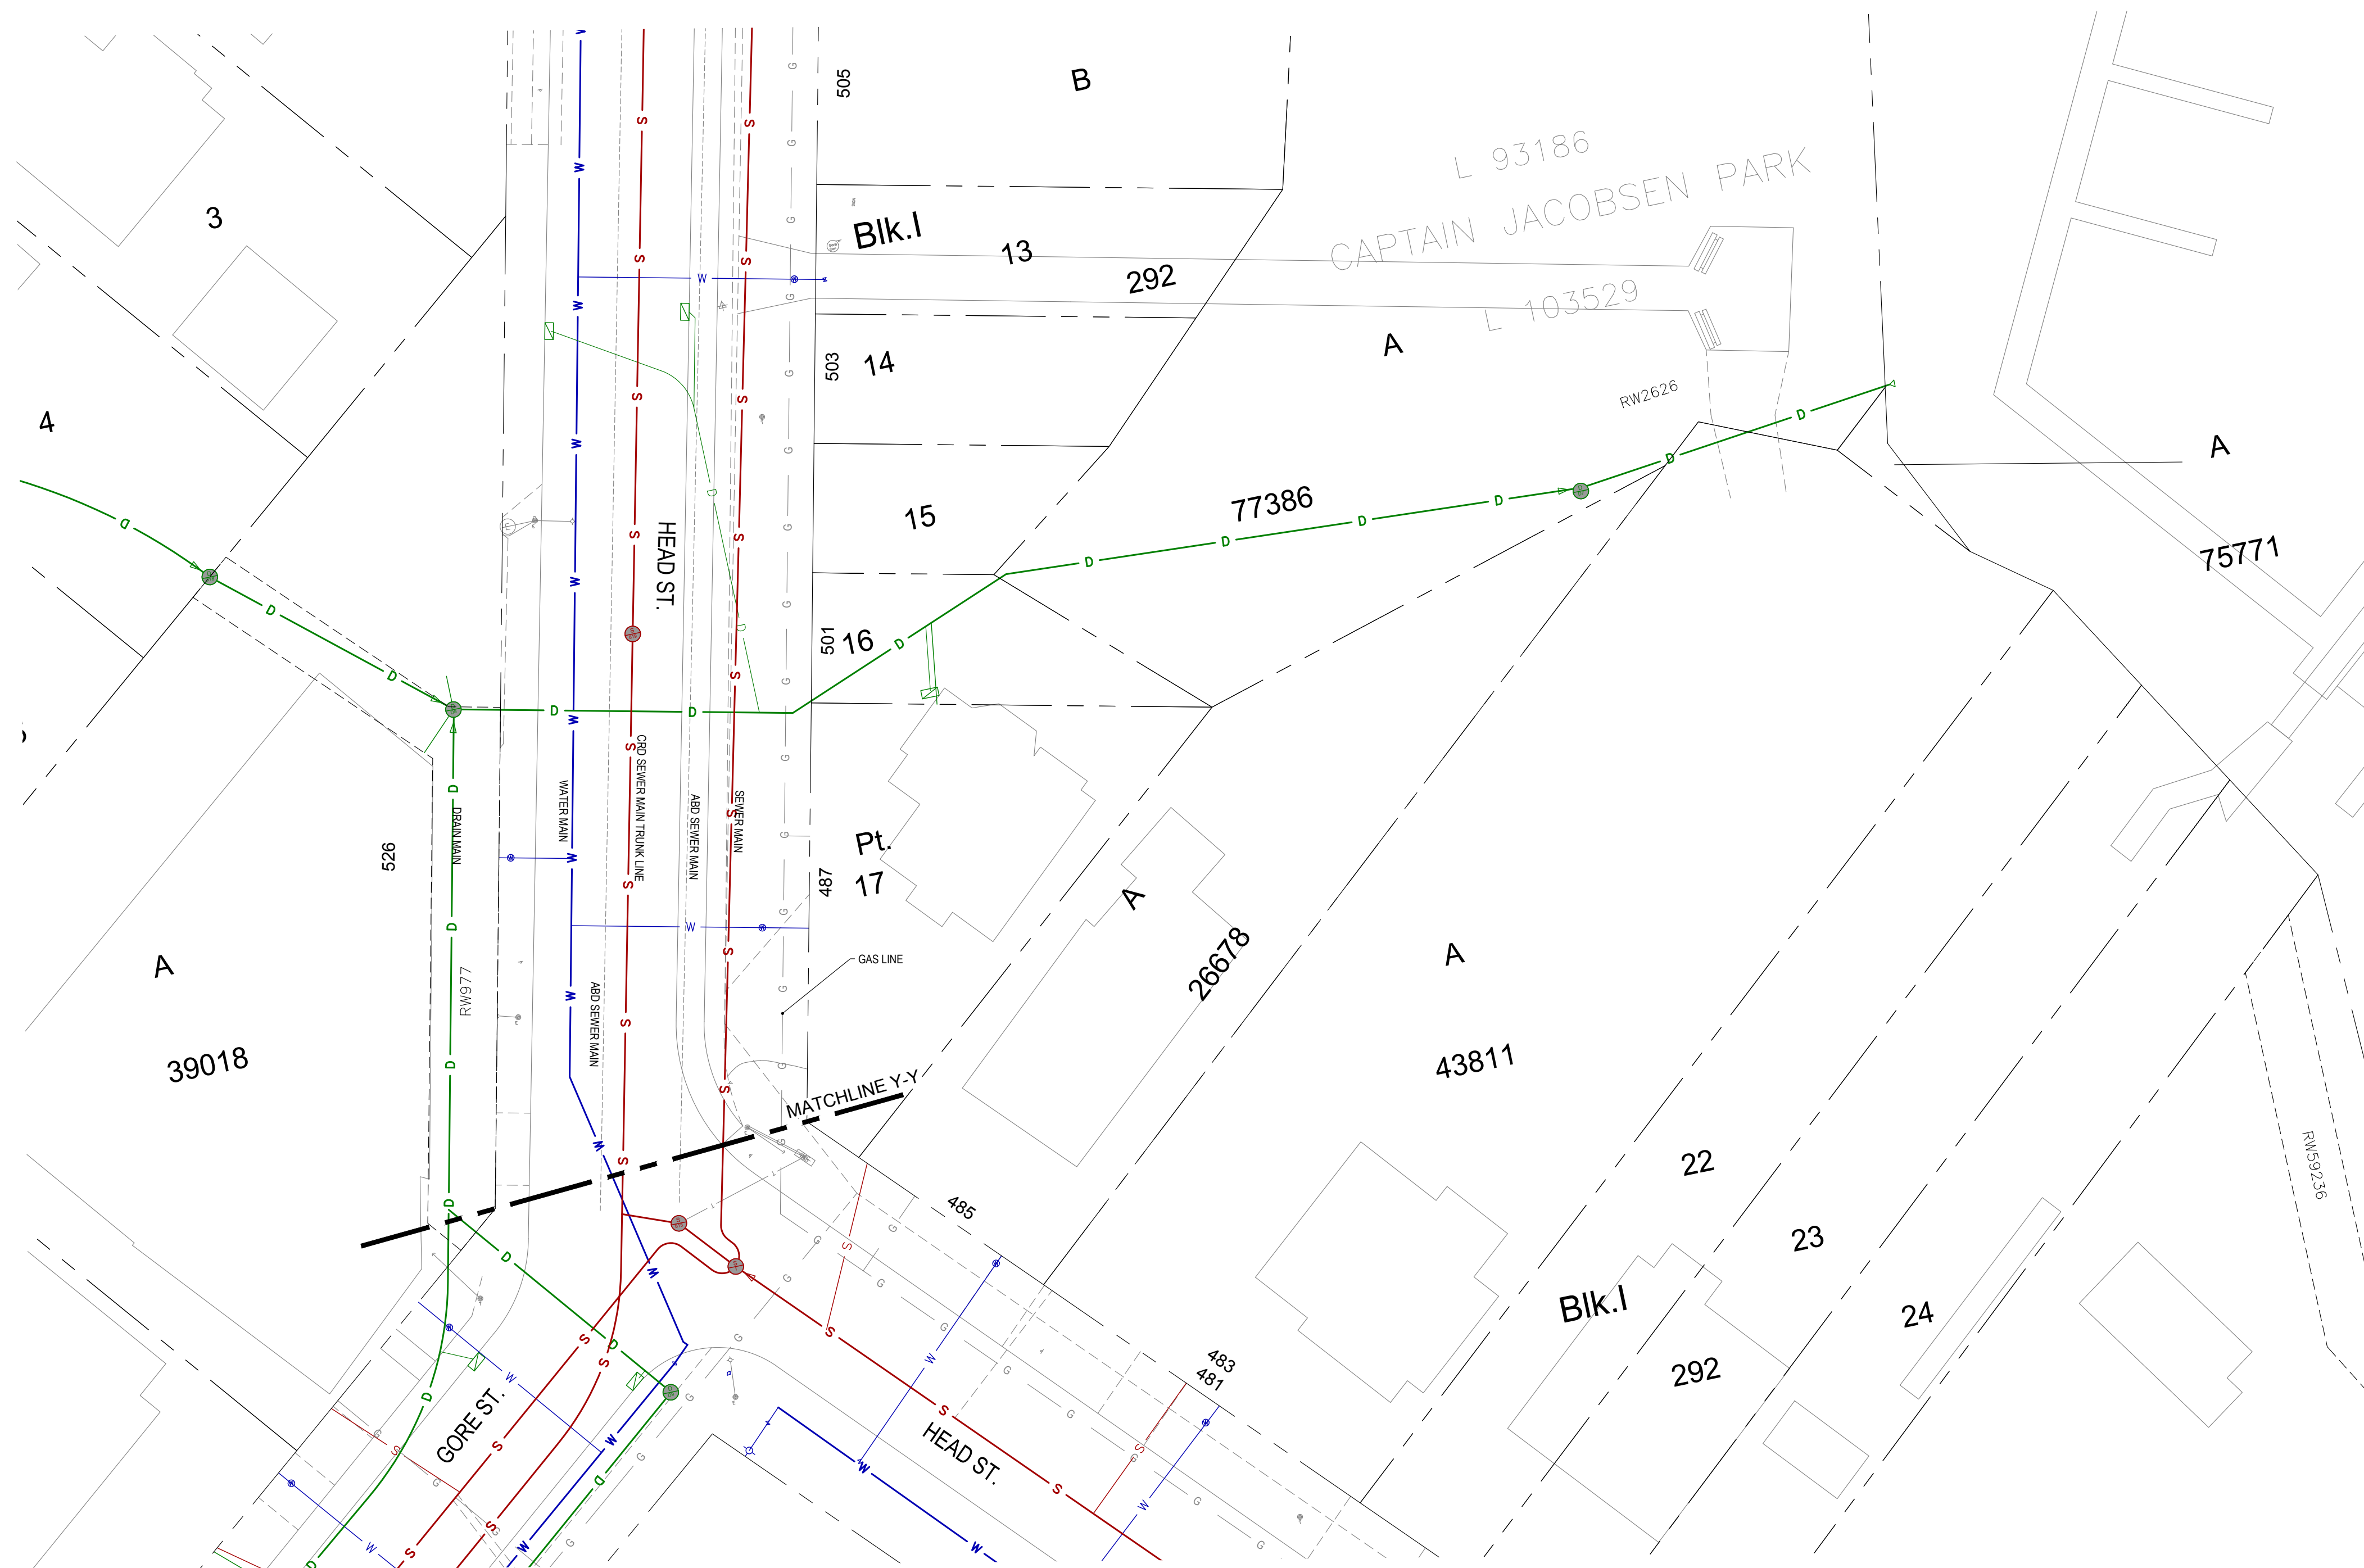 505
B
L 93186
CAPTAIN JACOBSEN PARK
3
Blk.I
13
292
L 103529
503
14
A
RW2626
4
HEAD ST.
15
77386
A
75771
501
16
DRAIN MAIN
WATER MAIN
CRD SEWER MAIN TRUNK LINE
ABD SEWER MAIN
SEWER MAIN
526
Pt.
17
487
A
26678
GAS LINE
A
39018
RW977
ABD SEWER MAIN
A
43811
MATCHLINE Y-Y
22
RW59236
485
23
Blk.I
24
292
483
481
GORE ST.
HEAD ST.